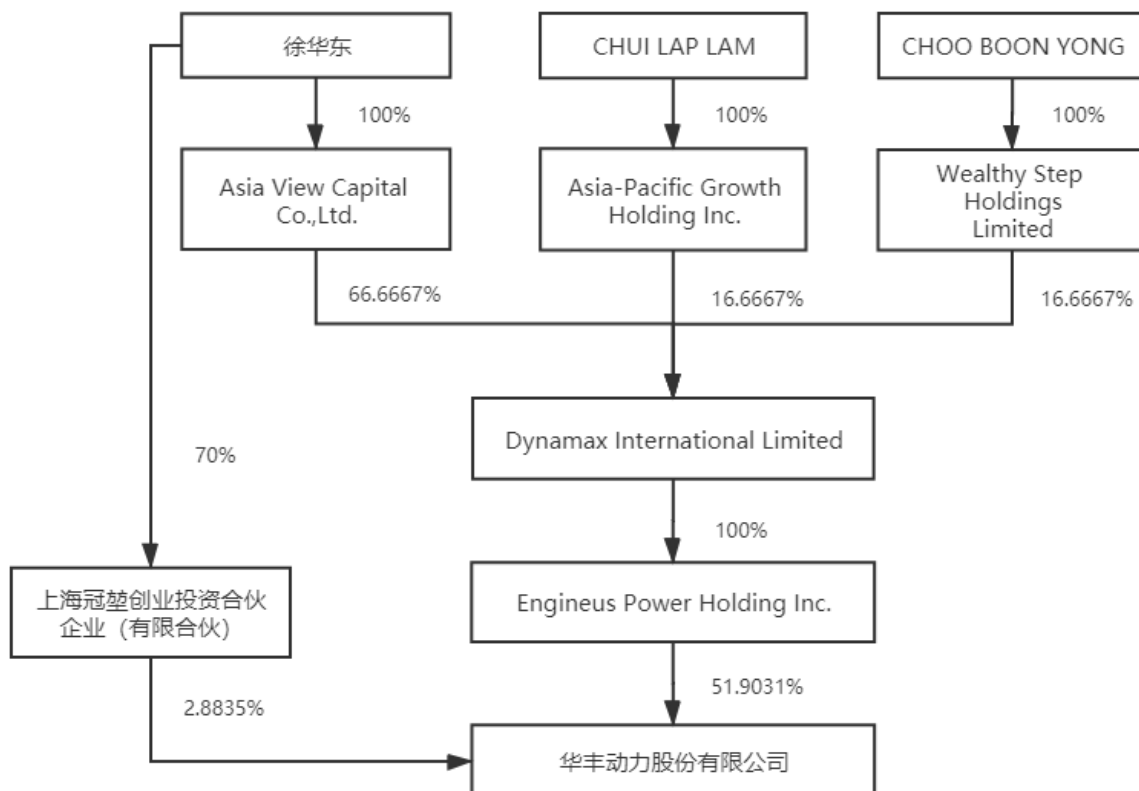 徐华东
CHUI LAP LAM
CHOO BOON YONG
100%
100%
100%
Asia View Capital
Co.,Ltd.
Asia-Pacific Growth
Holding Inc.
Wealthy Step
Holdings
Limited
66.6667%
16.6667%
16.6667%
Dynamax International Limited
70%
100%
上海冠堃创业投资合伙
企业（有限合伙）
Engineus Power Holding Inc.
2.8835%
51.9031%
华丰动力股份有限公司